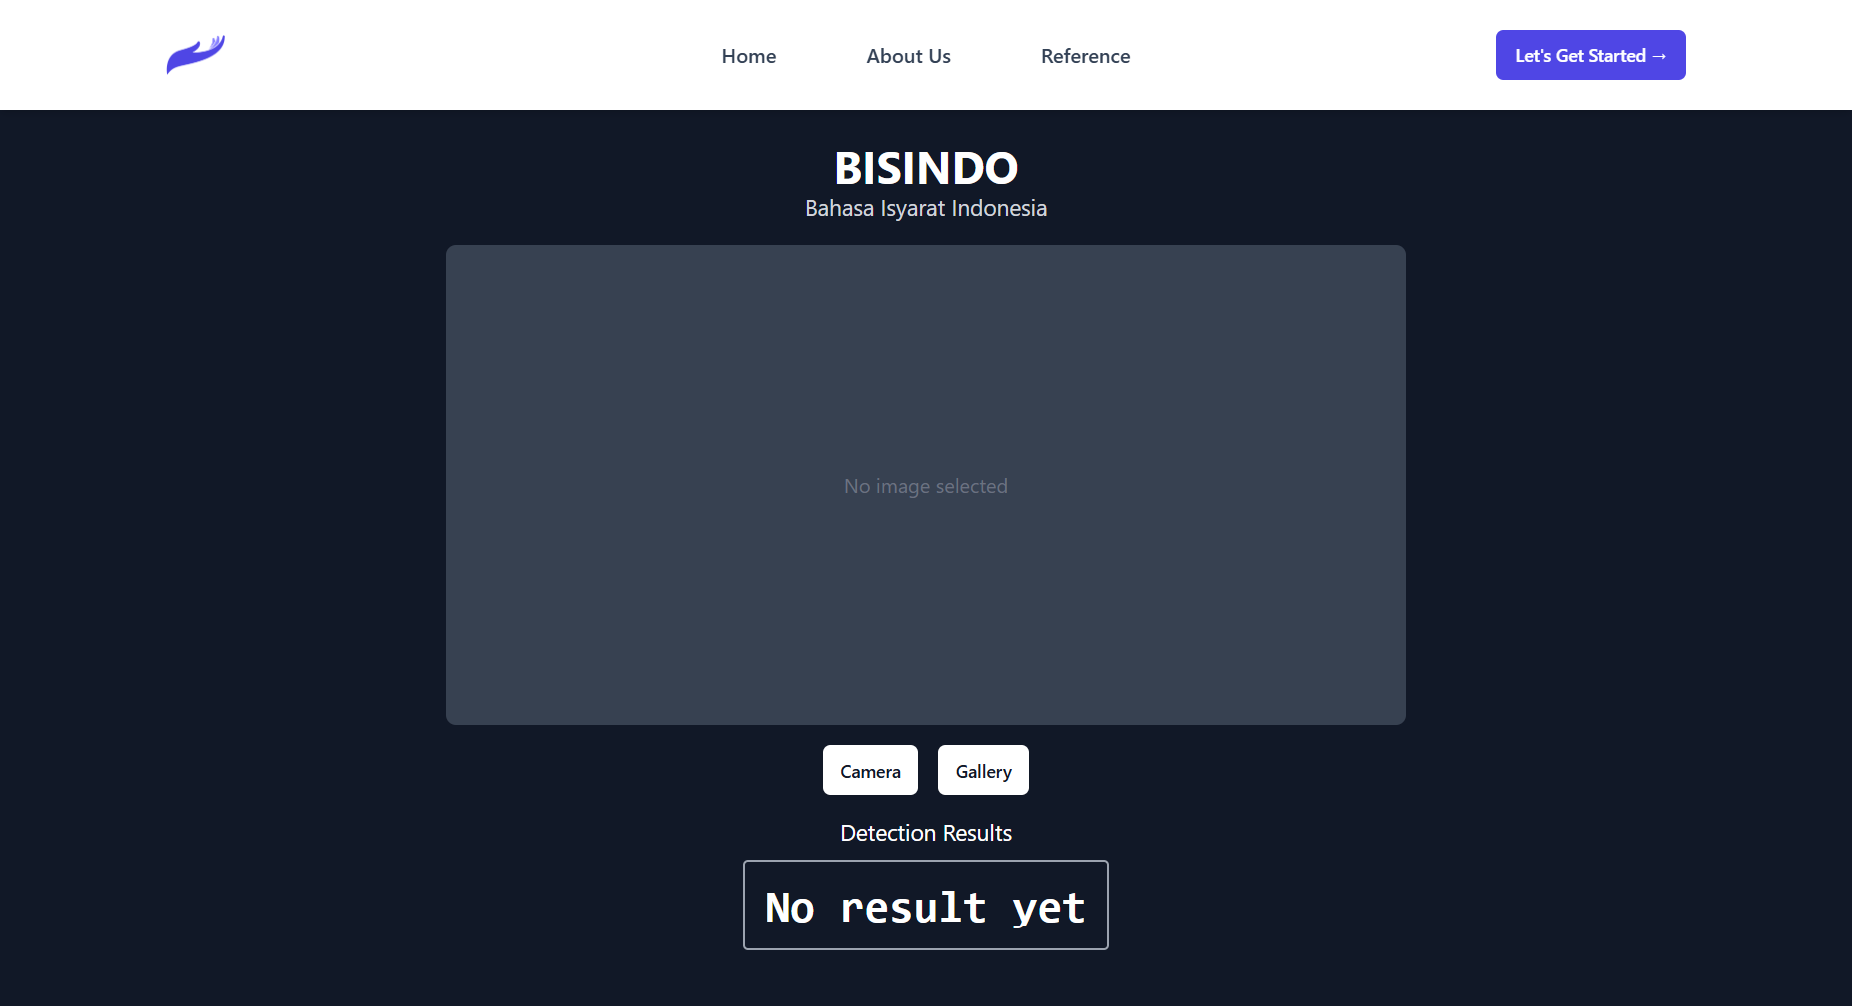 Home
About Us
Reference
Let's Get Started →
BISINDO
Bahasa Isyarat Indonesia
No image selected
Camera
Gallery
Detection Results
No result yet